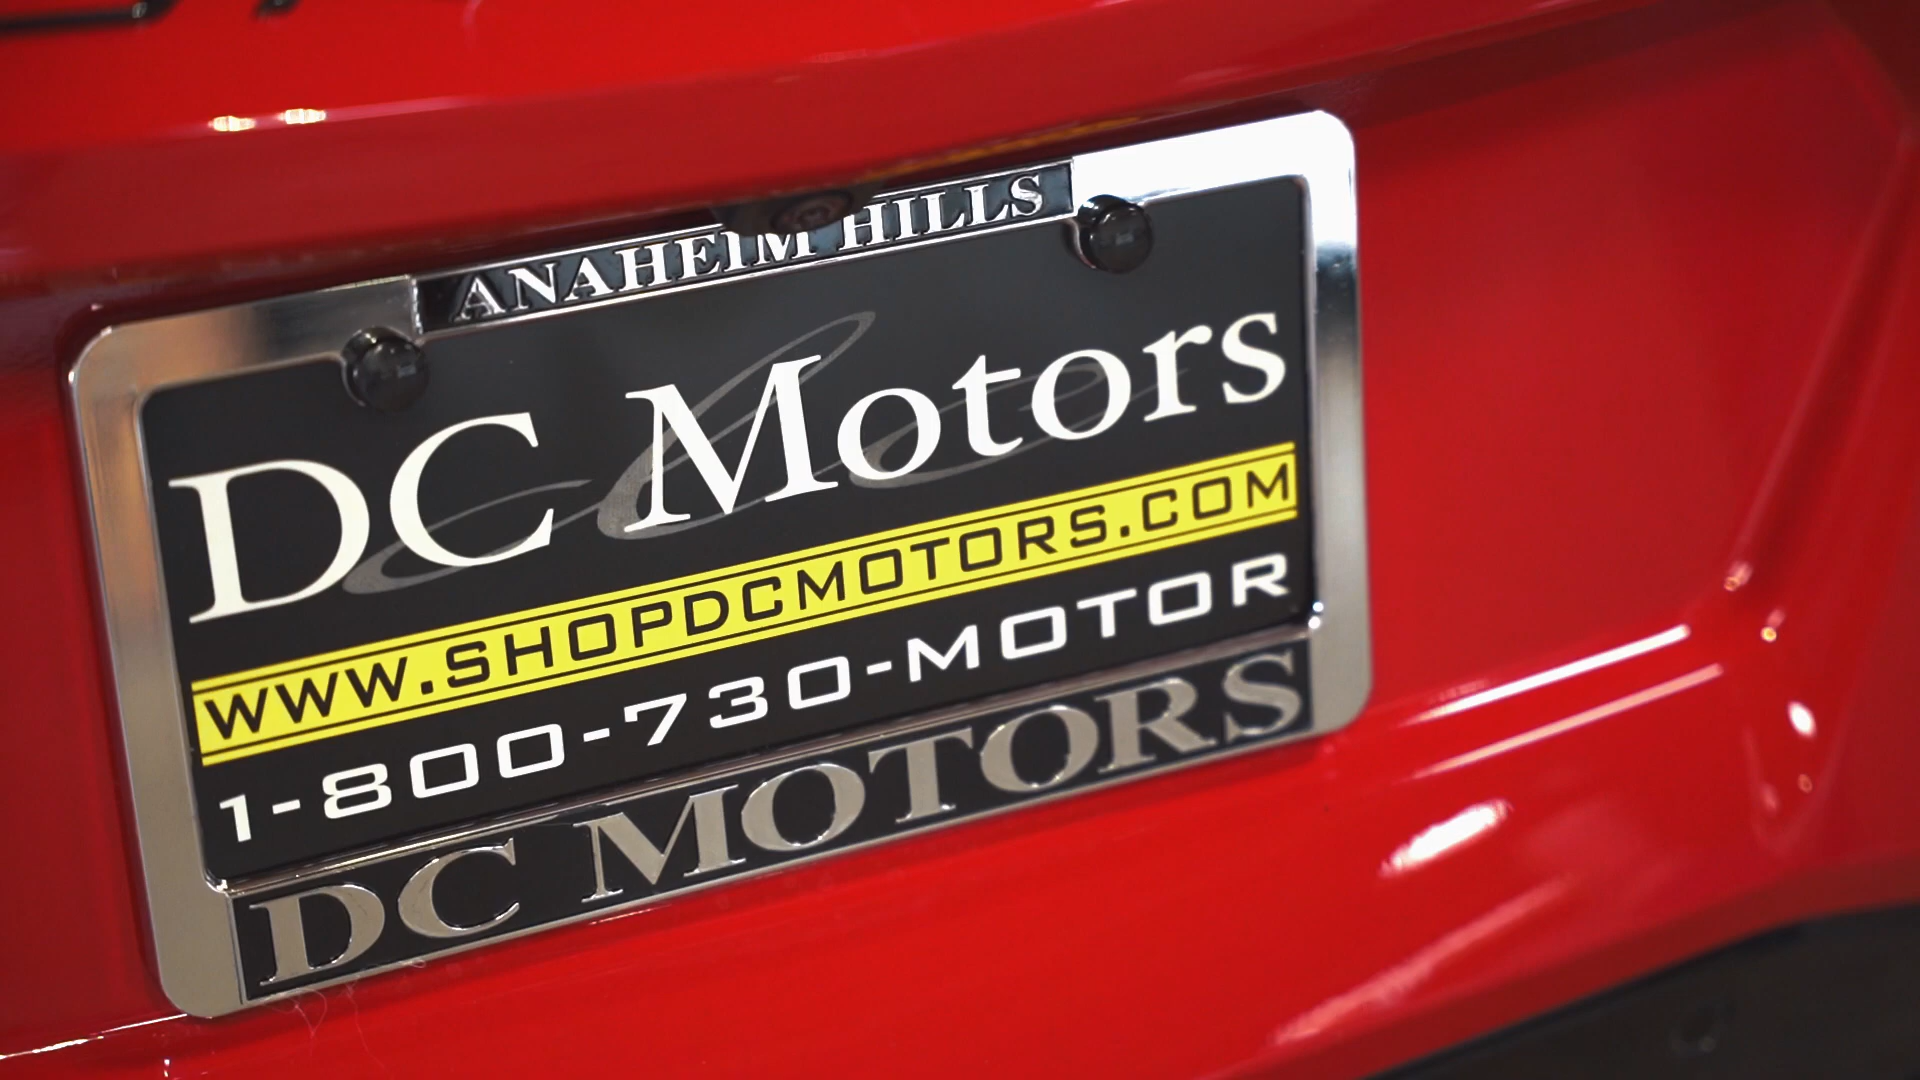 ANAHEIM HILLS
DC Motors
WWW.SHOPDCMOTORS.COM
1-800-730-MOTOR
DC MOTORS